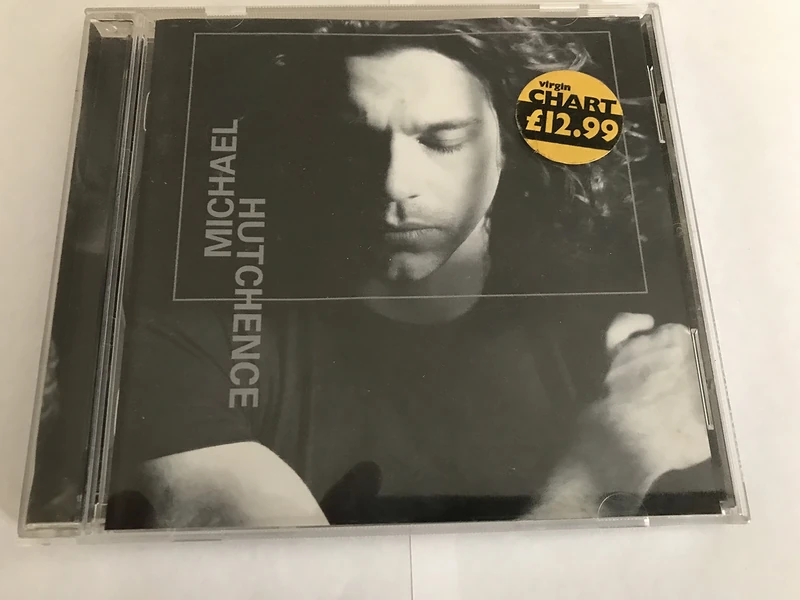 MICHAEL
HUTCHENCE
virgin
CHART
£12.99